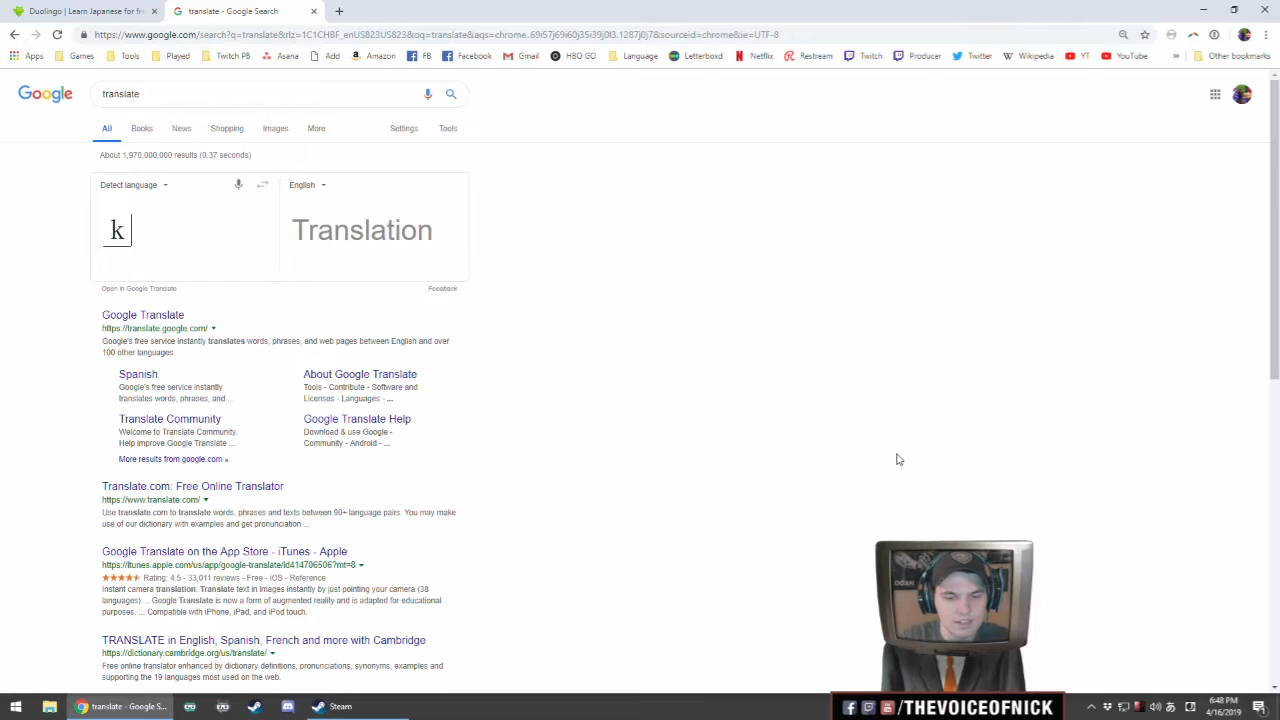 Duolingo | Learn Japanese for fre
translate - Google Search
https://www.google.com/search?q=translate&rlz=1C1CHBF_enUS823US823&oq=translate&aqs=chrome..69i57j69i60j35i39j0l3.1287j0j7&sourceid=chrome&ie=UTF-8
Apps Games Tools Played Twitch PB Asana Add Amazon FB Facebook Gmail HBO GO Language Letterboxd Netflix Restream Twitch Producer Twitter Wikipedia YT YouTube » Other bookmarks
Google translate
All Books News Shopping Images More Settings Tools
About 1,970,000,000 results (0.37 seconds)
Detect language English
k Translation
Open in Google Translate Feedback
Google Translate
https://translate.google.com/
Google's free service instantly translates words, phrases, and web pages between English and over
100 other languages.
Spanish About Google Translate
Google's free service instantly Tools - Contribute - Software and
translates words, phrases, and ... Licenses - Languages - ...
Translate Community Google Translate Help
Welcome to Translate Community. Download & use Google -
Help improve Google Translate ... Community - Android - ...
More results from google.com »
Translate.com: Free Online Translator
https://www.translate.com/
Use translate.com to translate words, phrases and texts between 90+ language pairs. You may make
use of our dictionary with examples and get pronunciation ...
Google Translate on the App Store - iTunes - Apple
https://itunes.apple.com/us/app/google-translate/id414706506?mt=8
Rating: 4.5 - 33,011 reviews - Free - iOS - Reference
Instant camera translation: Translate text in images instantly by just pointing your camera (38
languages) ... Google Translate is now a form of augmented reality and is adapted for educational
purposes. ... Compatible with iPhone, iPad, and iPod touch.
TRANSLATE in English, Spanish, French and more with Cambridge
https://dictionary.cambridge.org/us/translate/
Free online translator enhanced by dictionary definitions, pronunciations, synonyms, examples and
supporting the 19 languages most used on the web.
/THEVOICEOFNICK
translate - Google S... Steam あ 6:48 PM
4/16/2019